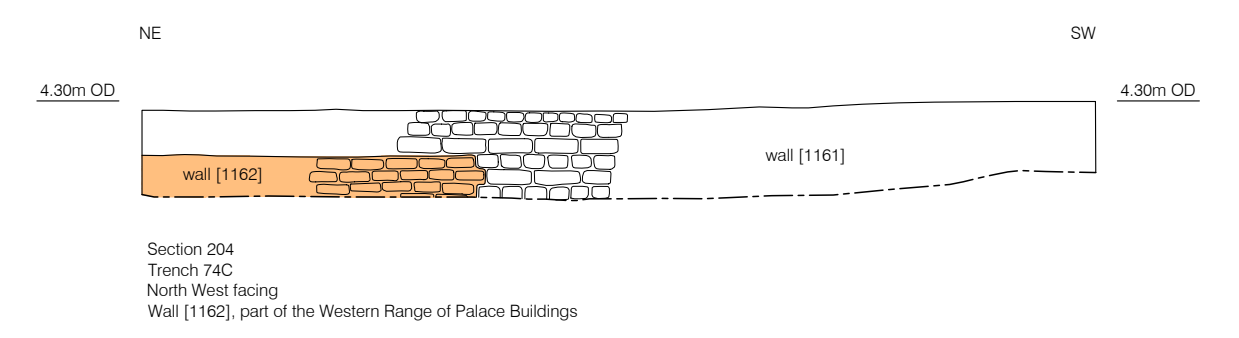 NE
SW
4.30m OD
4.30m OD
wall [1161]
wall [1162]
Section 204
Trench 74C
North West facing
Wall [1162], part of the Western Range of Palace Buildings